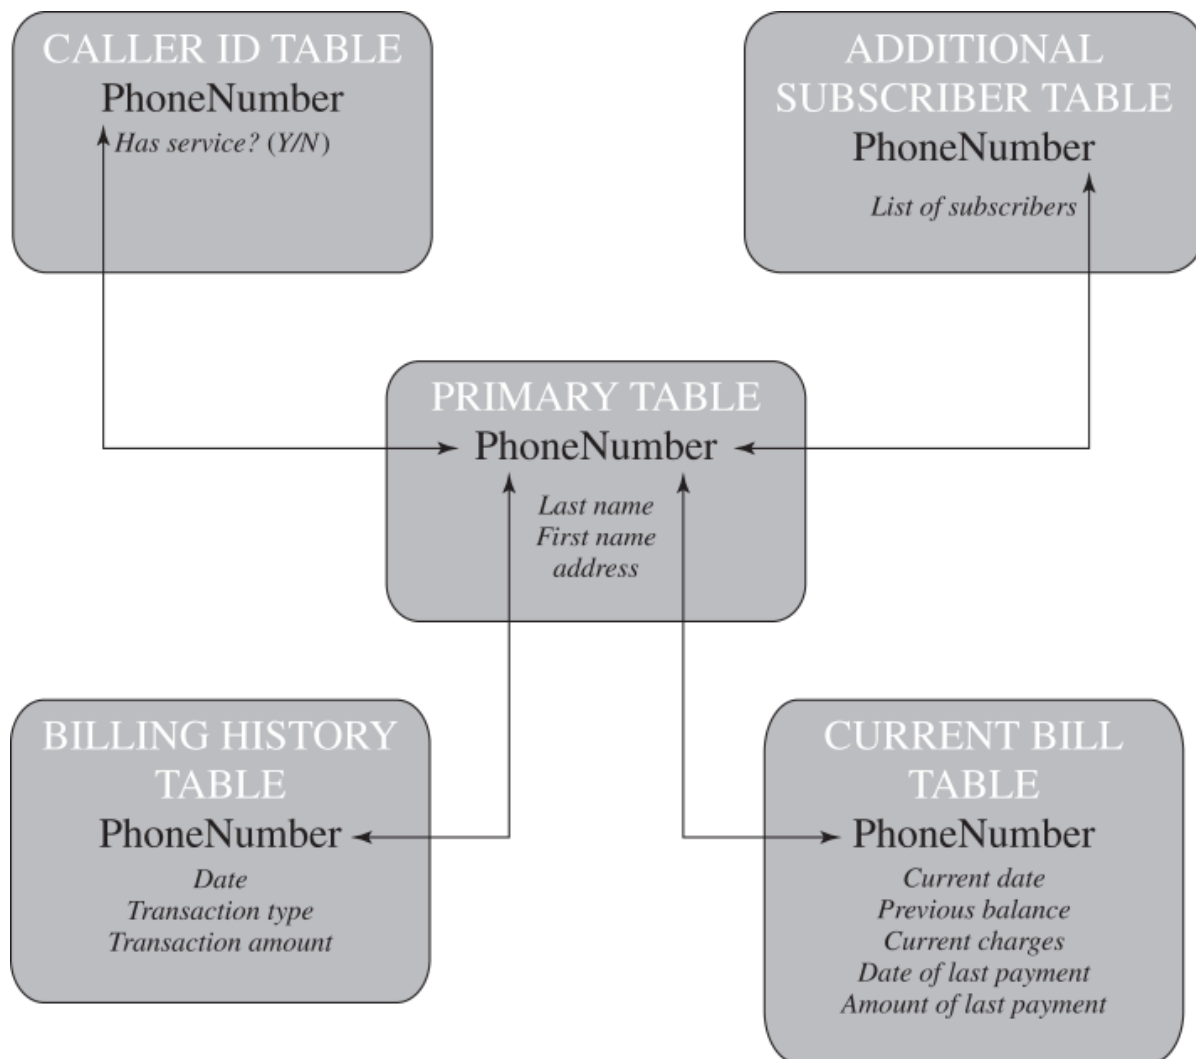 CALLER ID TABLE
PhoneNumber
Has service? (Y/N)
ADDITIONAL
SUBSCRIBER TABLE
PhoneNumber
List of subscribers
PRIMARY TABLE
PhoneNumber
Last name
First name
address
BILLING HISTORY
TABLE
PhoneNumber
Date
Transaction type
Transaction amount
CURRENT BILL
TABLE
PhoneNumber
Current date
Previous balance
Current charges
Date of last payment
Amount of last payment